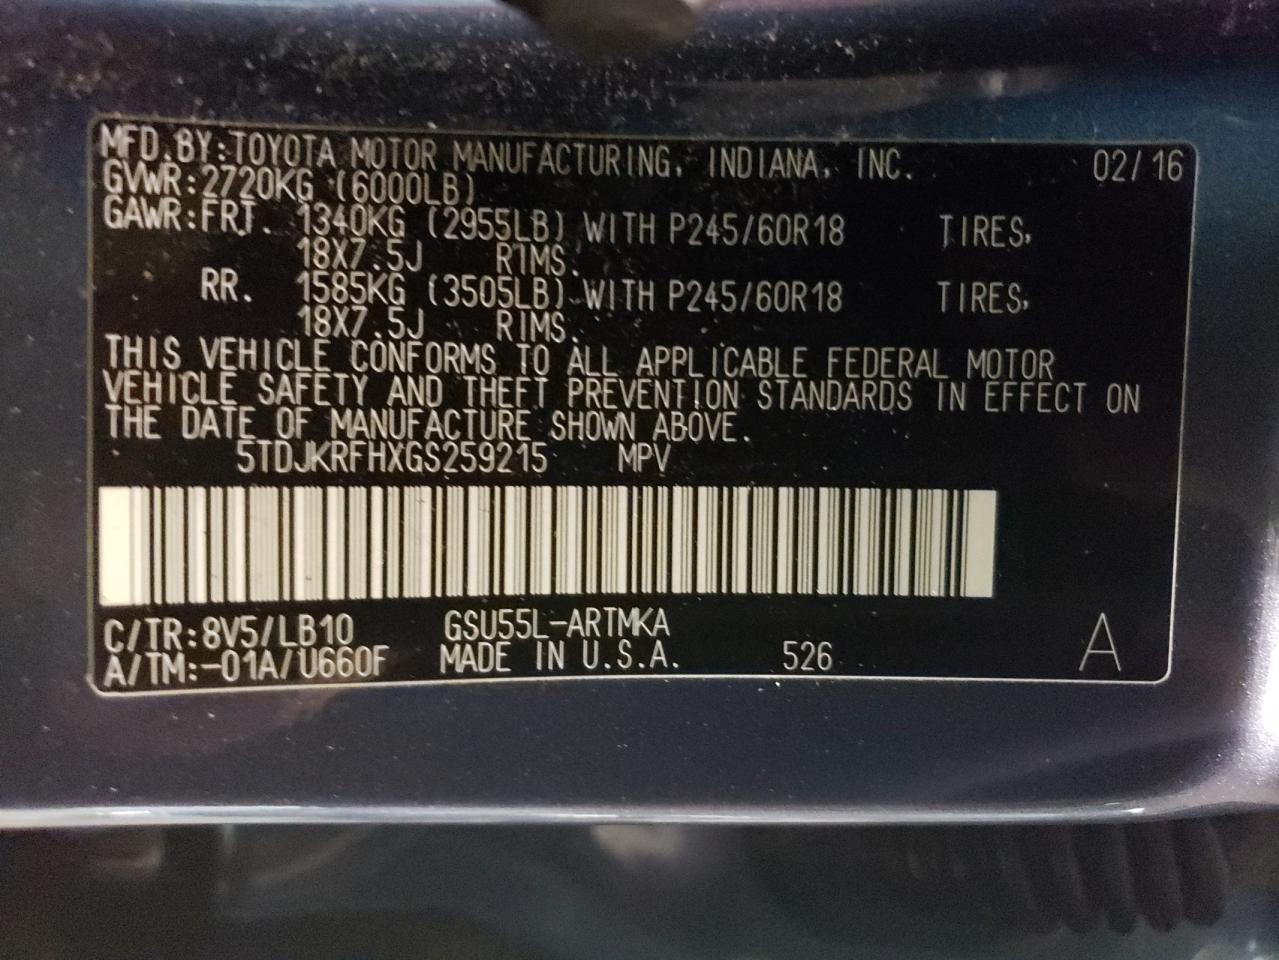 MFD.BY:TOYOTA MOTOR MANUFACTURING, INDIANA, INC. 02/16
GVWR:2720KG (6000LB)
GAWR:FRT. 1340KG (2955LB) WITH P245/60R18 TIRES,
18X7.5J RIMS.
RR. 1585KG (3505LB) WITH P245/60R18 TIRES,
18X7.5J RIMS.
THIS VEHICLE CONFORMS TO ALL APPLICABLE FEDERAL MOTOR
VEHICLE SAFETY AND THEFT PREVENTION STANDARDS IN EFFECT ON
THE DATE OF MANUFACTURE SHOWN ABOVE.
5TDJKRFHXGS259215 MPV
C/TR:8V5/LB10 GSU55L-ARTMKA
A/TM:-01A/U660F MADE IN U.S.A. 526 A